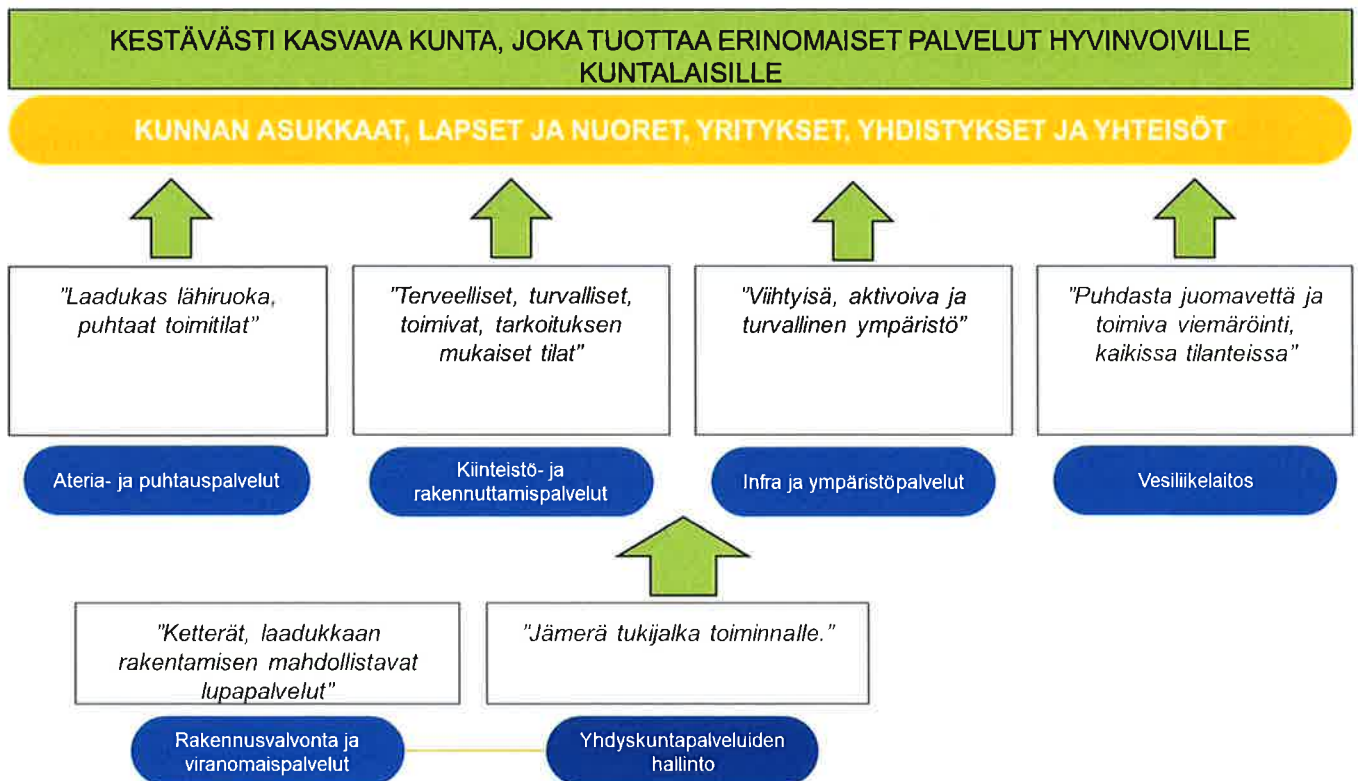 KESTÄVÄSTI KASVAVA KUNTA, JOKA TUOTTAA ERINOMAISET PALVELUT HYVINVOIVILLE
KUNTALAISILLE
KUNNAN ASUKKAAT, LAPSET JA NUORET, YRITYKSET, YHDISTYKSET JA YHTEISÖT
"Laadukas lähiruoka,
puhtaat toimitilat"
"Terveelliset, turvalliset,
toimivat, tarkoituksen
mukaiset tilat"
"Viihtyisä, aktivoiva ja
turvallinen ympäristö"
"Puhdasta juomavettä ja
toimiva viemäröinti,
kaikissa tilanteissa"
Ateria- ja puhtauspalvelut
Kiinteistö- ja
rakennuttamispalvelut
Infra ja ympäristöpalvelut
Vesiliikelaitos
"Ketterät, laadukkaan
rakentamisen mahdollistavat
lupapalvelut"
"Jämerä tukijalka toiminnalle."
Rakennusvalvonta ja
viranomaispalvelut
Yhdyskuntapalveluiden
hallinto